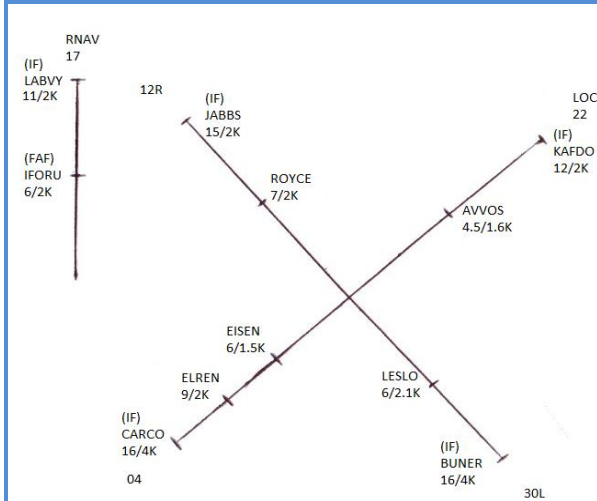 RNAV
17
(IF)
LABVY
11/2K
(FAF)
IFORU
6/2K
12R
(IF)
JABBS
15/2K
ROYCE
7/2K
LOC
22
(IF)
KAFDO
12/2K
AVVOS
4.5/1.6K
EISEN
6/1.5K
ELREN
9/2K
(IF)
CARCO
16/4K
04
LESLO
6/2.1K
(IF)
BUNER
16/4K
30L